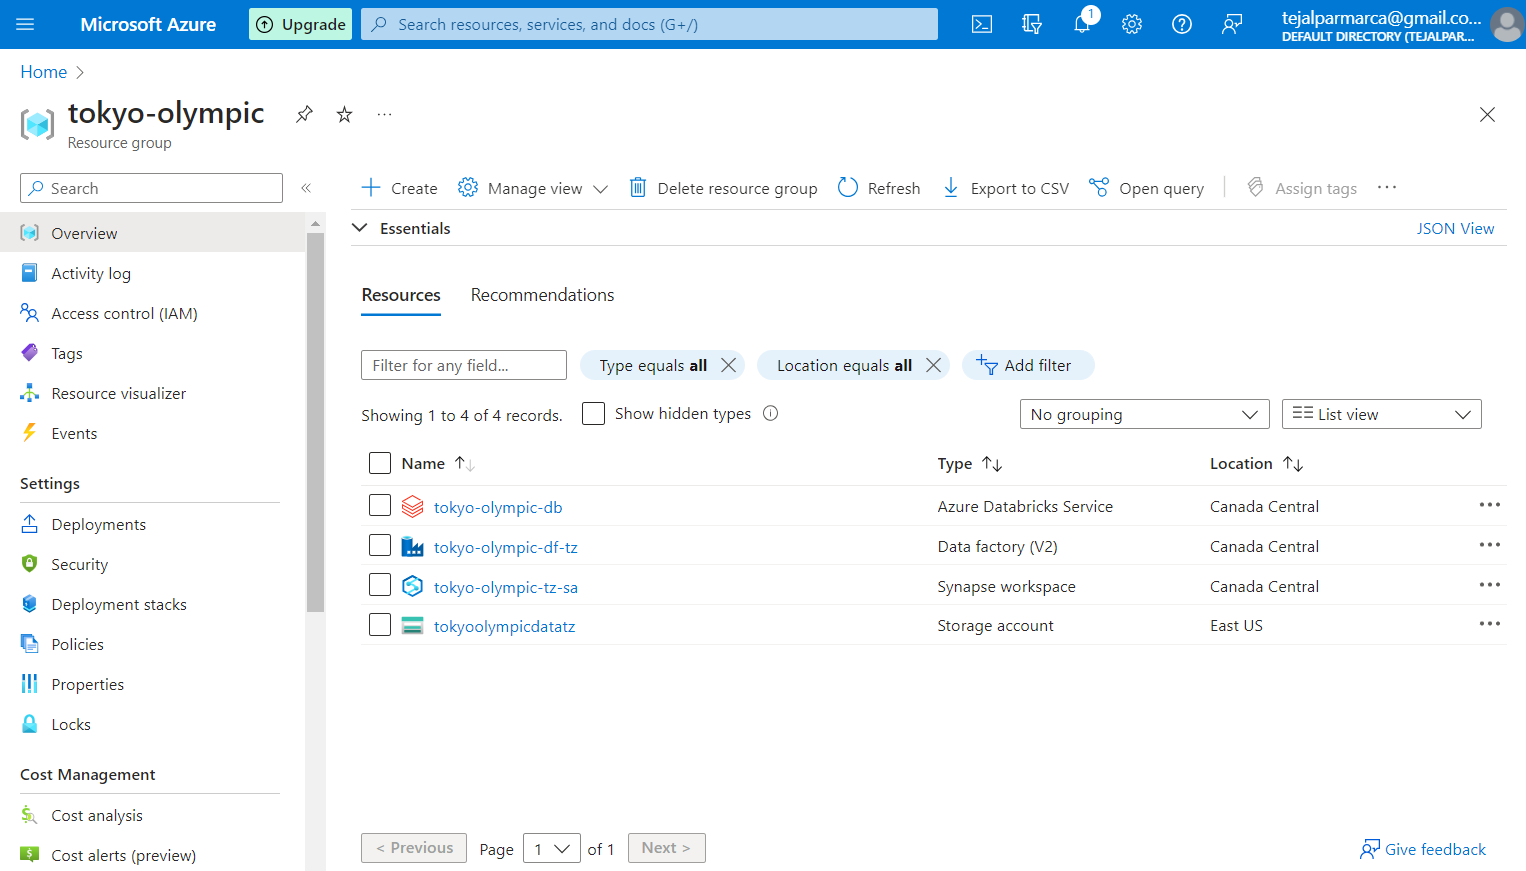 Microsoft Azure
Upgrade
Search resources, services, and docs (G+/)
1
tejalparmarca@gmail.co...
DEFAULT DIRECTORY (TEJALPAR...
Home
tokyo-olympic
Resource group
Search
Create
Manage view
Delete resource group
Refresh
Export to CSV
Open query
Assign tags
Overview
Activity log
Access control (IAM)
Tags
Resource visualizer
Events
Settings
Deployments
Security
Deployment stacks
Policies
Properties
Locks
Cost Management
Cost analysis
Cost alerts (preview)
Essentials
JSON View
Resources Recommendations
Filter for any field...
Type equals all
Location equals all
Add filter
Showing 1 to 4 of 4 records.
Show hidden types
No grouping
List view
Name Type Location
tokyo-olympic-db Azure Databricks Service Canada Central
tokyo-olympic-df-tz Data factory (V2) Canada Central
tokyo-olympic-tz-sa Synapse workspace Canada Central
tokyoolympicdatatz Storage account East US
< Previous Page 1 of 1 Next >
Give feedback